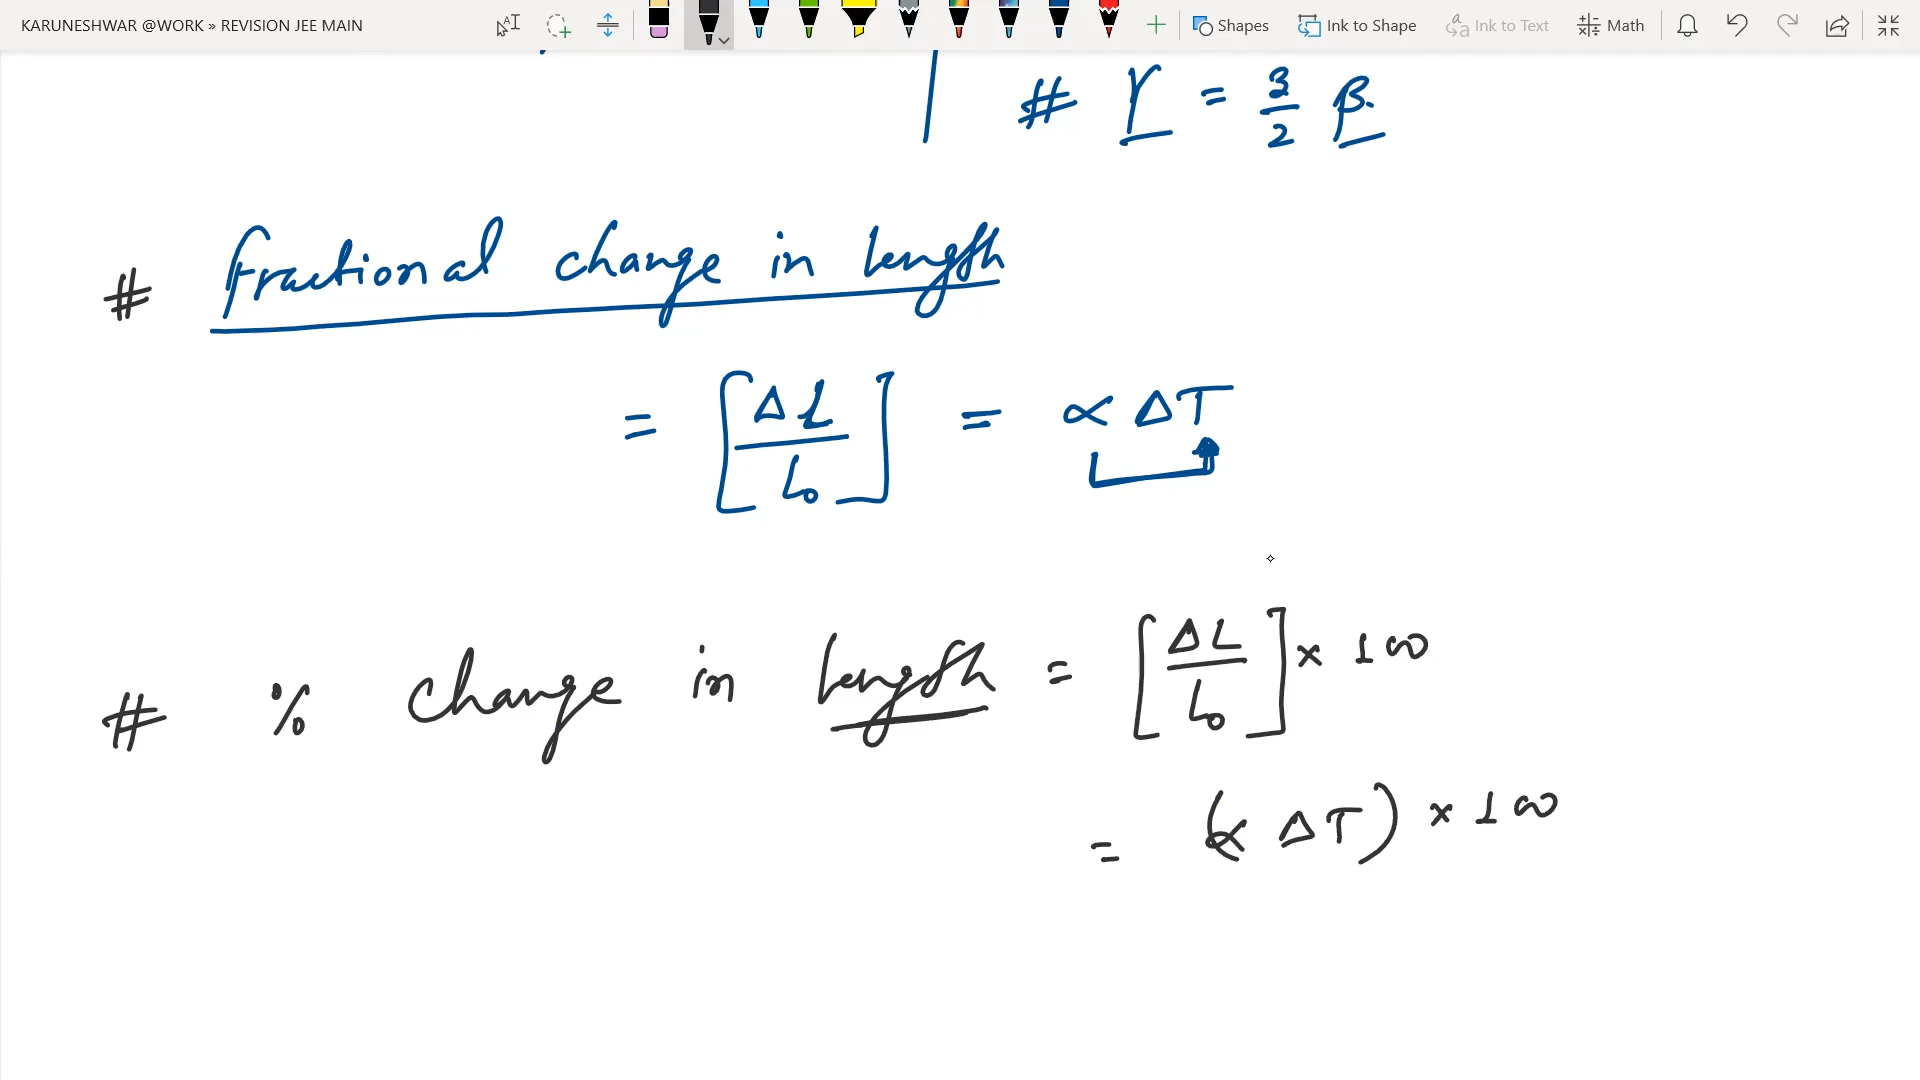 KARUNESHWAR @WORK » REVISION JEE MAIN Shapes Ink to Shape Ink to Text Math
# γ = 3/2 β
# fractional change in length
= [ΔL/L₀] = ∝ ΔT
# % change in length = [ΔL/L₀] × 100
= (∝ ΔT) × 100